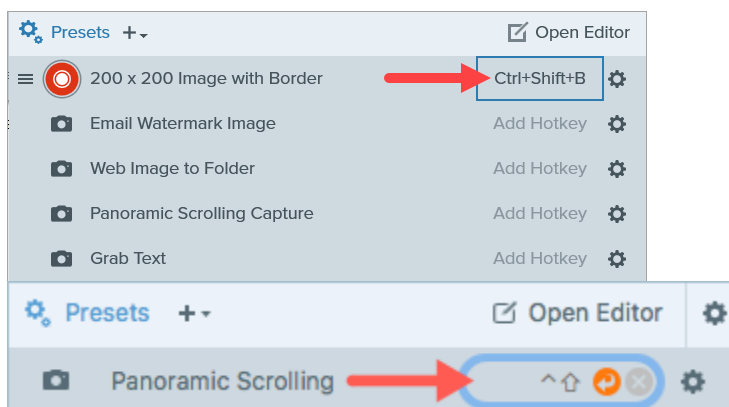 Presets Open Editor
200 x 200 Image with Border Ctrl+Shift+B
Email Watermark Image Add Hotkey
Web Image to Folder Add Hotkey
Panoramic Scrolling Capture Add Hotkey
Grab Text Add Hotkey
Presets Open Editor
Panoramic Scrolling